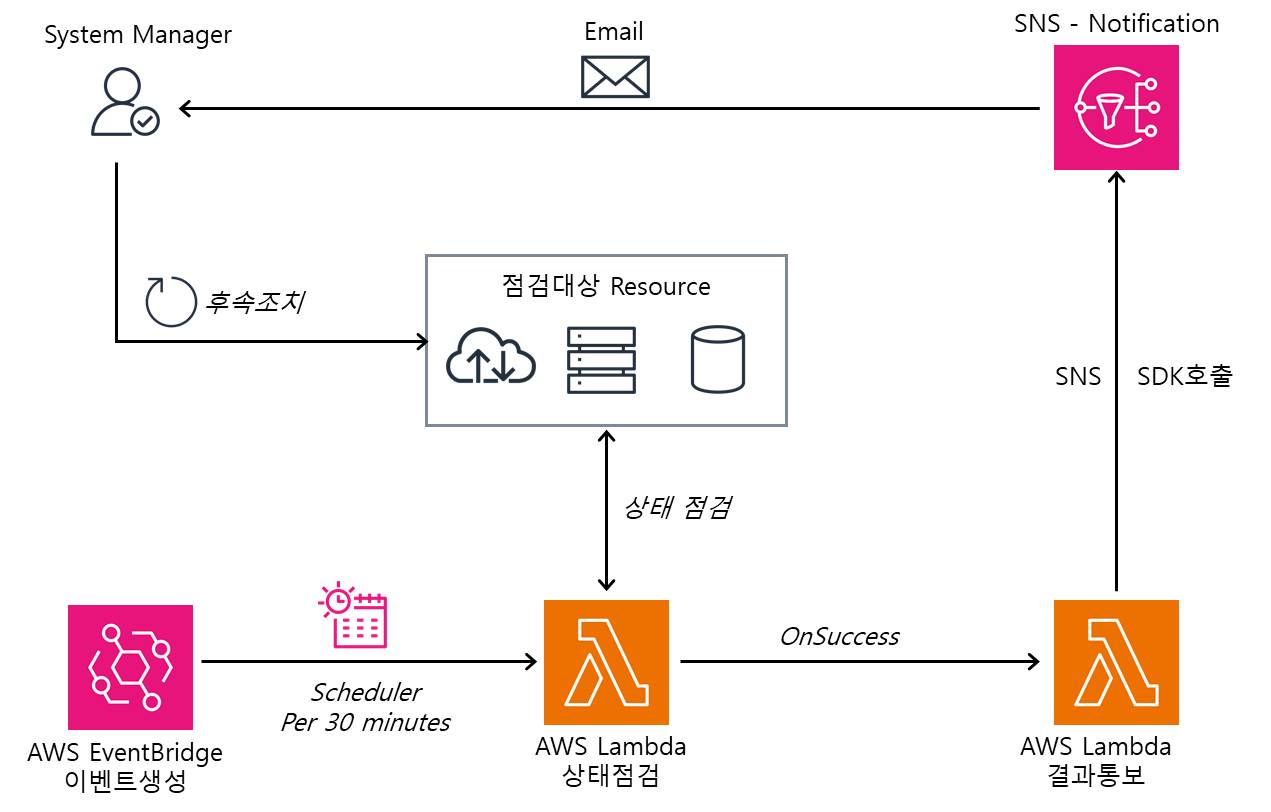 System Manager
Email
SNS - Notification
후속조치
점검대상 Resource
SNS
SDK호출
상태 점검
Scheduler
Per 30 minutes
OnSuccess
AWS EventBridge
이벤트생성
AWS Lambda
상태점검
AWS Lambda
결과통보